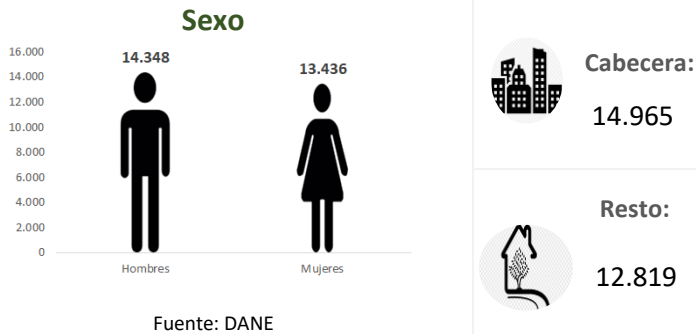 Sexo
16.000
14.000
12.000
10.000
8.000
6.000
4.000
2.000
0
14.348
13.436
Hombres Mujeres
Fuente: DANE
Cabecera:
14.965
Resto:
12.819